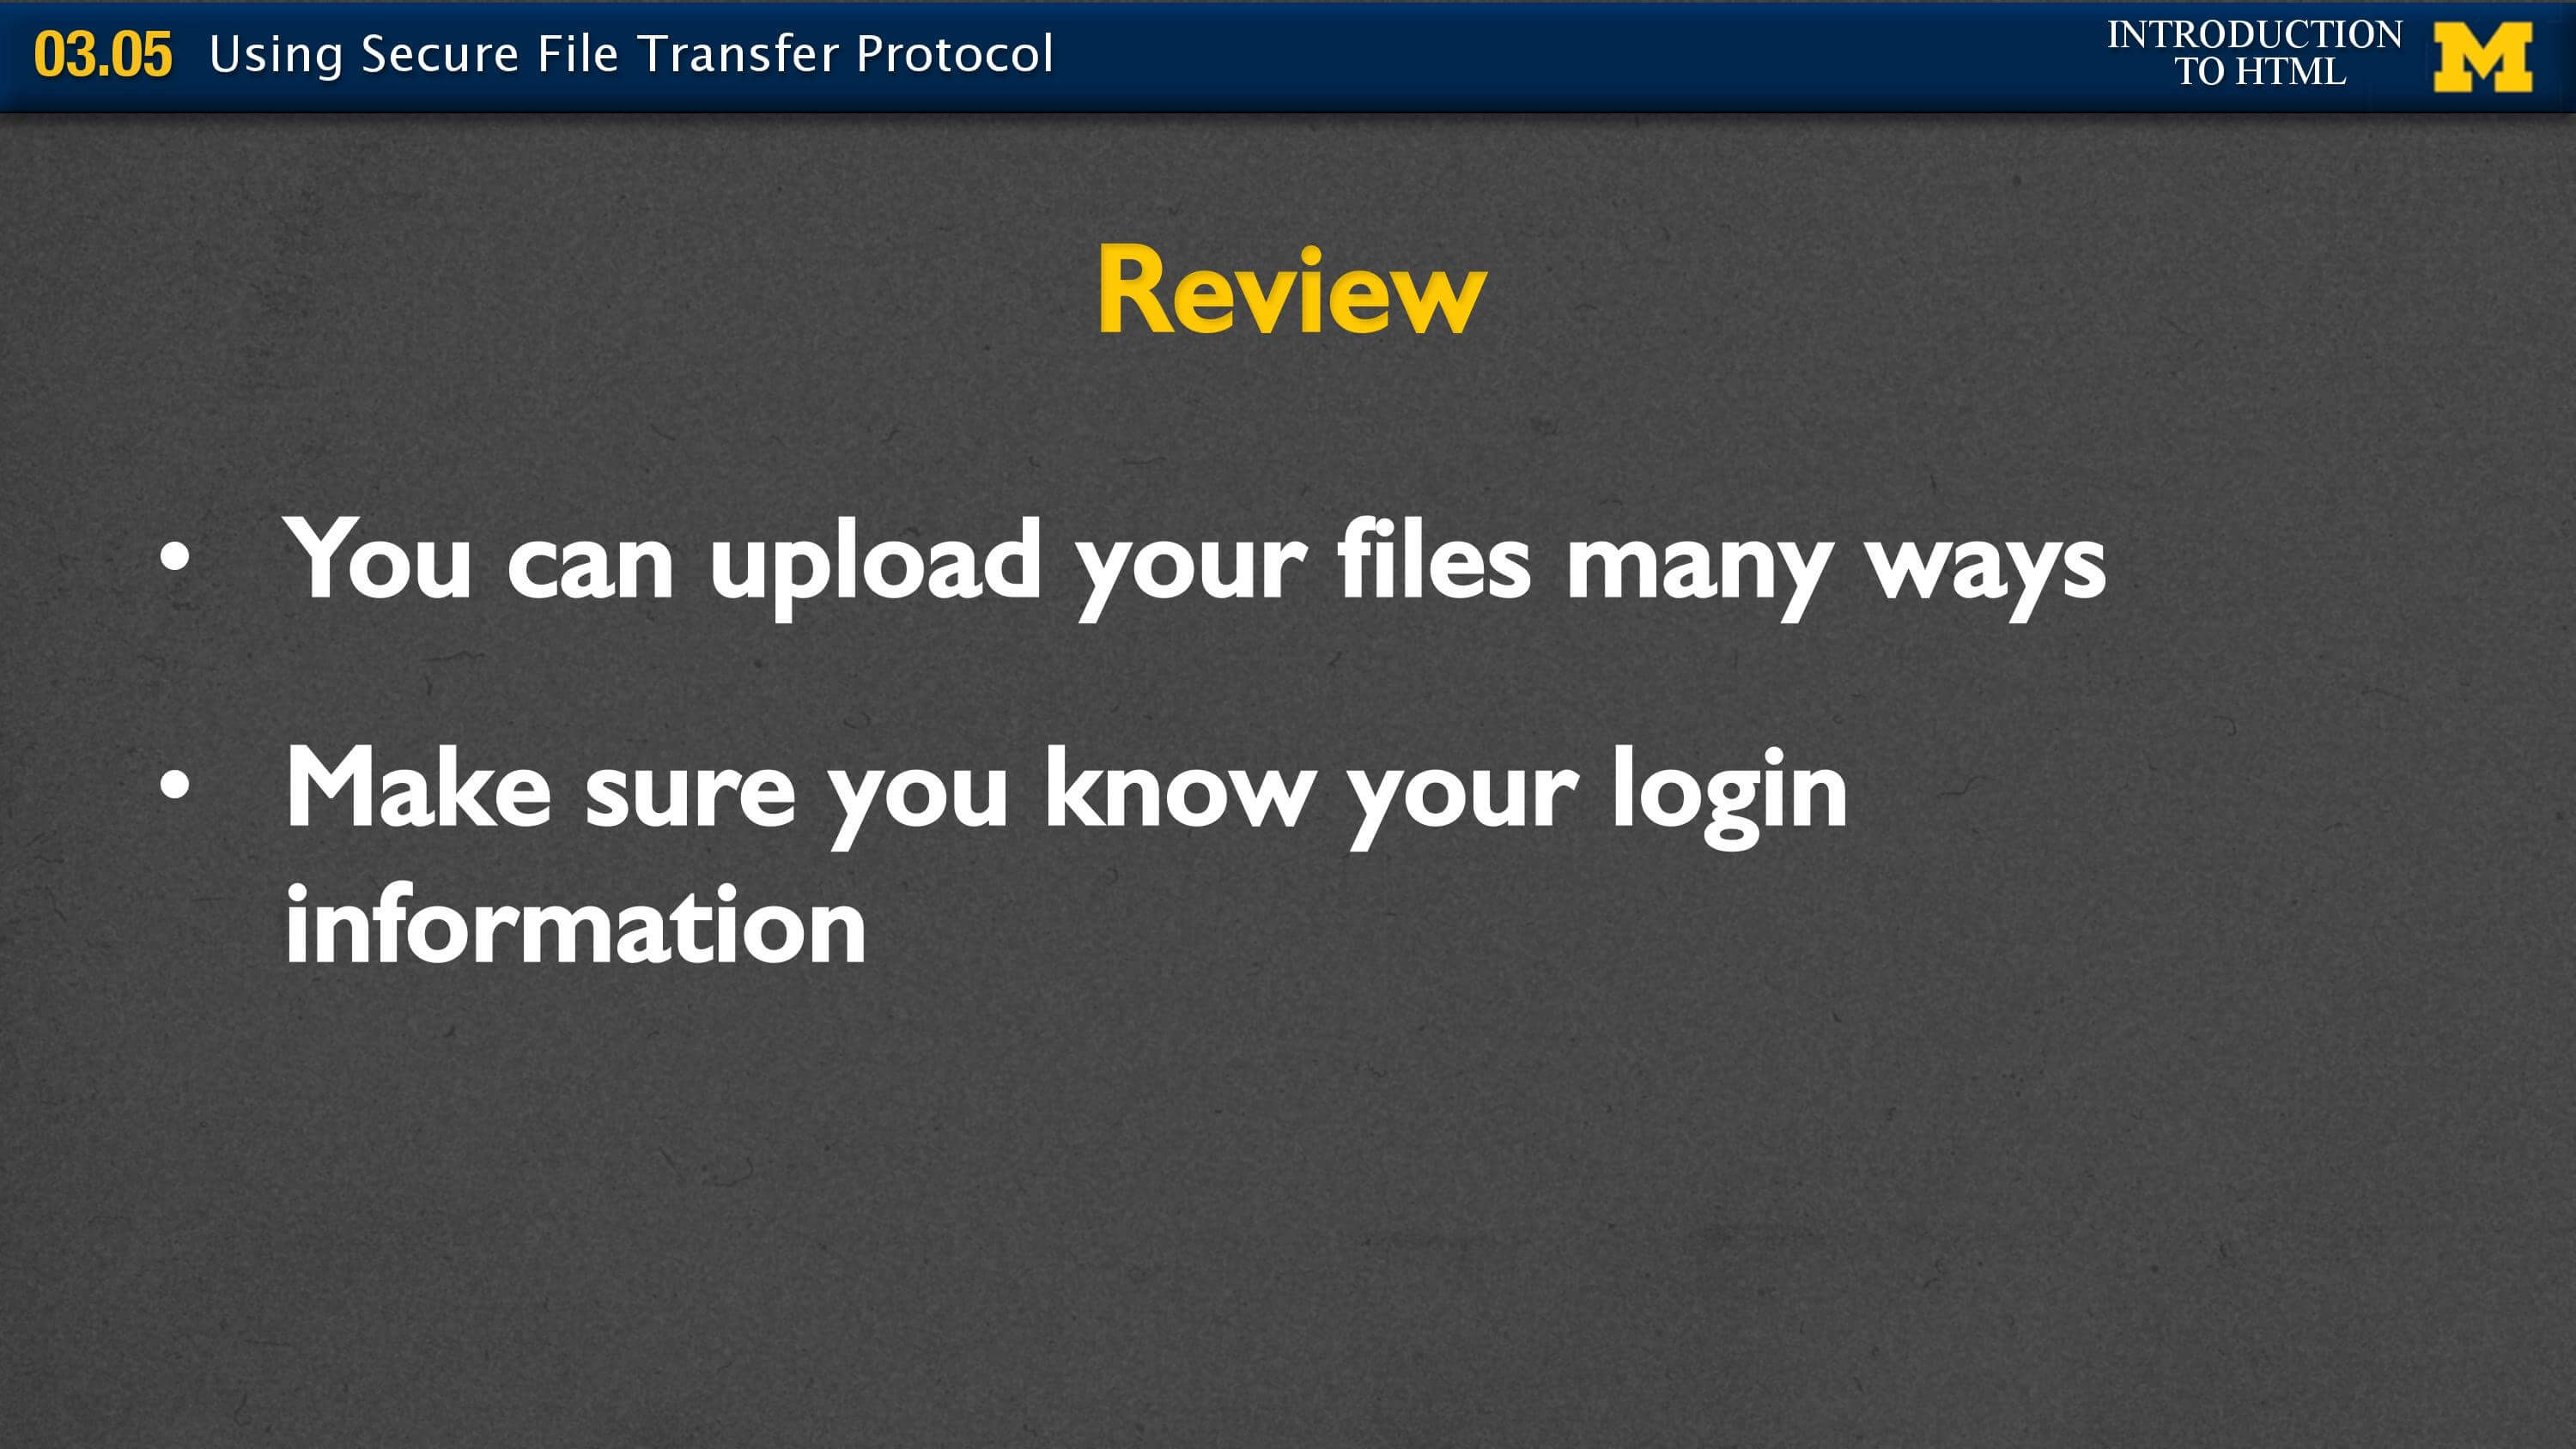 03.05 Using Secure File Transfer Protocol
INTRODUCTION
TO HTML
M
Review
• You can upload your files many ways
• Make sure you know your login
information